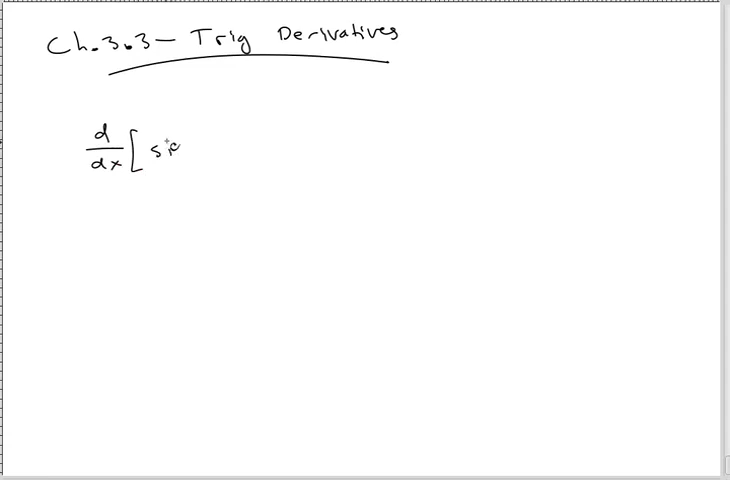 Ch.3.3 - Trig Derivatives
d
dx [